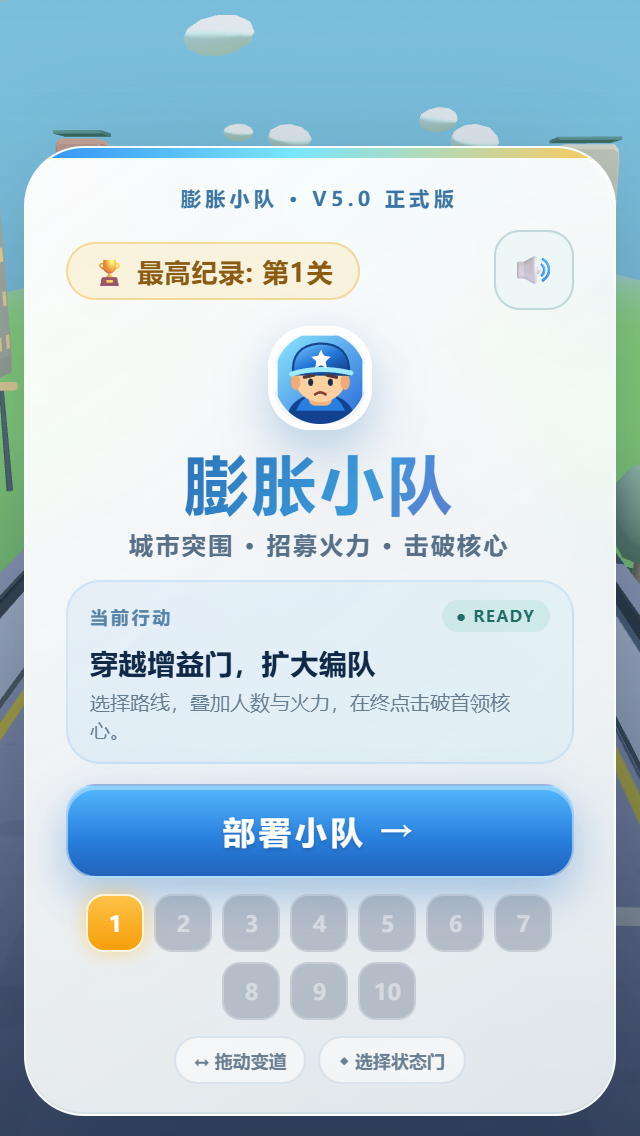 膨胀小队 • V5.0 正式版
最高纪录: 第1关
膨胀小队
城市突围 • 招募火力 • 击破核心
当前行动
● READY
穿越增益门，扩大编队
选择路线，叠加人数与火力，在终点击破首领核
心。
部署小队 →
1 2 3 4 5 6 7
8 9 10
↔ 拖动变道
◆ 选择状态门